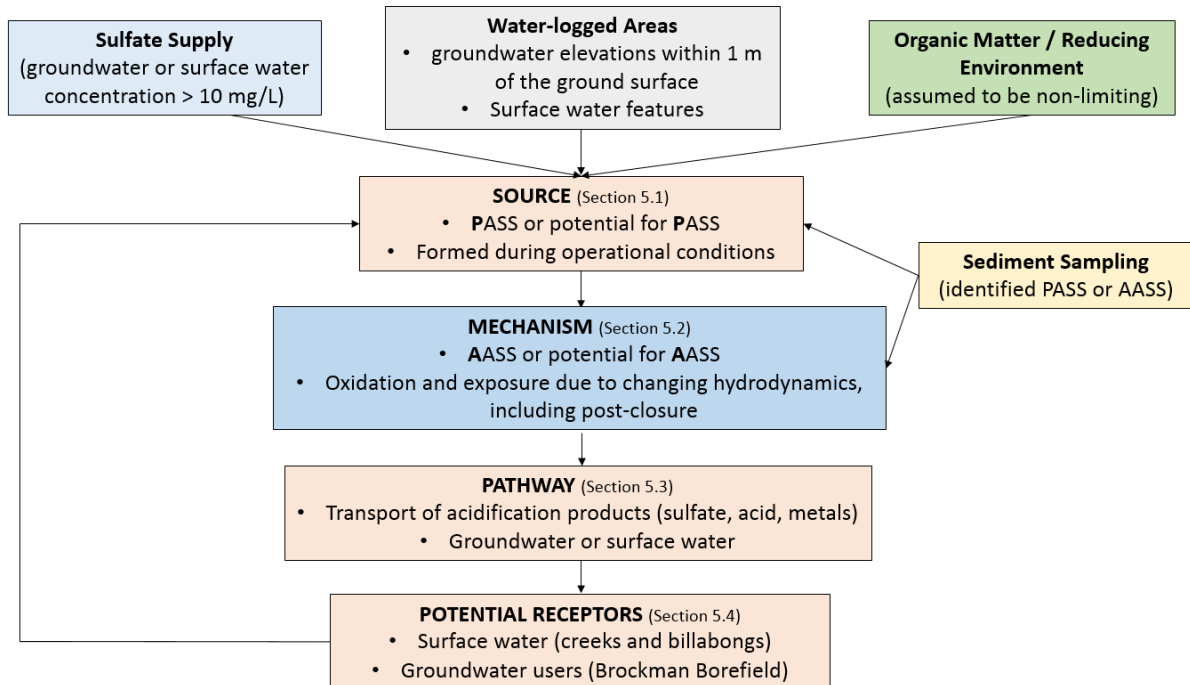 Sulfate Supply
(groundwater or surface water
concentration > 10 mg/L)
Water-logged Areas
• groundwater elevations within 1 m
of the ground surface
• Surface water features
Organic Matter / Reducing
Environment
(assumed to be non-limiting)
SOURCE (Section 5.1)
• PASS or potential for PASS
• Formed during operational conditions
Sediment Sampling
(identified PASS or AASS)
MECHANISM (Section 5.2)
• AASS or potential for AASS
• Oxidation and exposure due to changing hydrodynamics,
including post-closure
PATHWAY (Section 5.3)
• Transport of acidification products (sulfate, acid, metals)
• Groundwater or surface water
POTENTIAL RECEPTORS (Section 5.4)
• Surface water (creeks and billabongs)
• Groundwater users (Brockman Borefield)